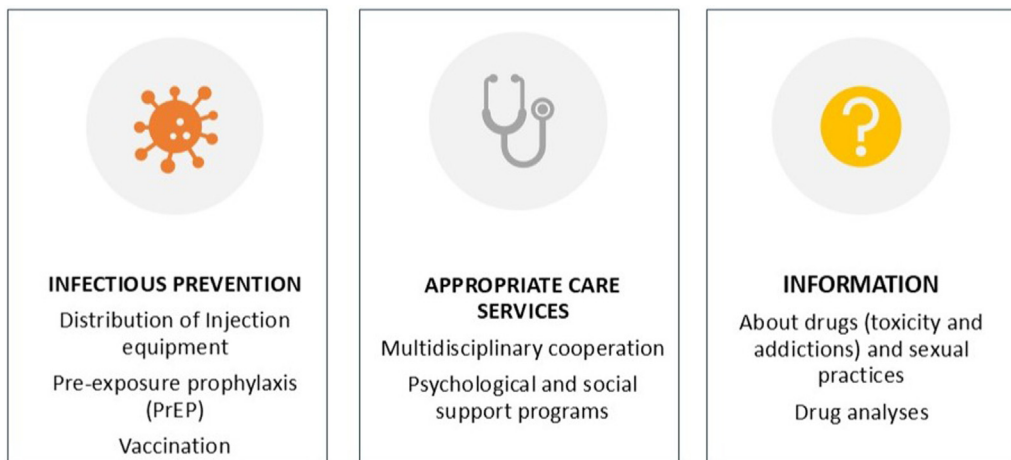 INFECTIOUS PREVENTION
Distribution of Injection
equipment
Pre-exposure prophylaxis
(PrEP)
Vaccination
APPROPRIATE CARE
SERVICES
Multidisciplinary cooperation
Psychological and social
support programs
?
INFORMATION
About drugs (toxicity and
addictions) and sexual
practices
Drug analyses